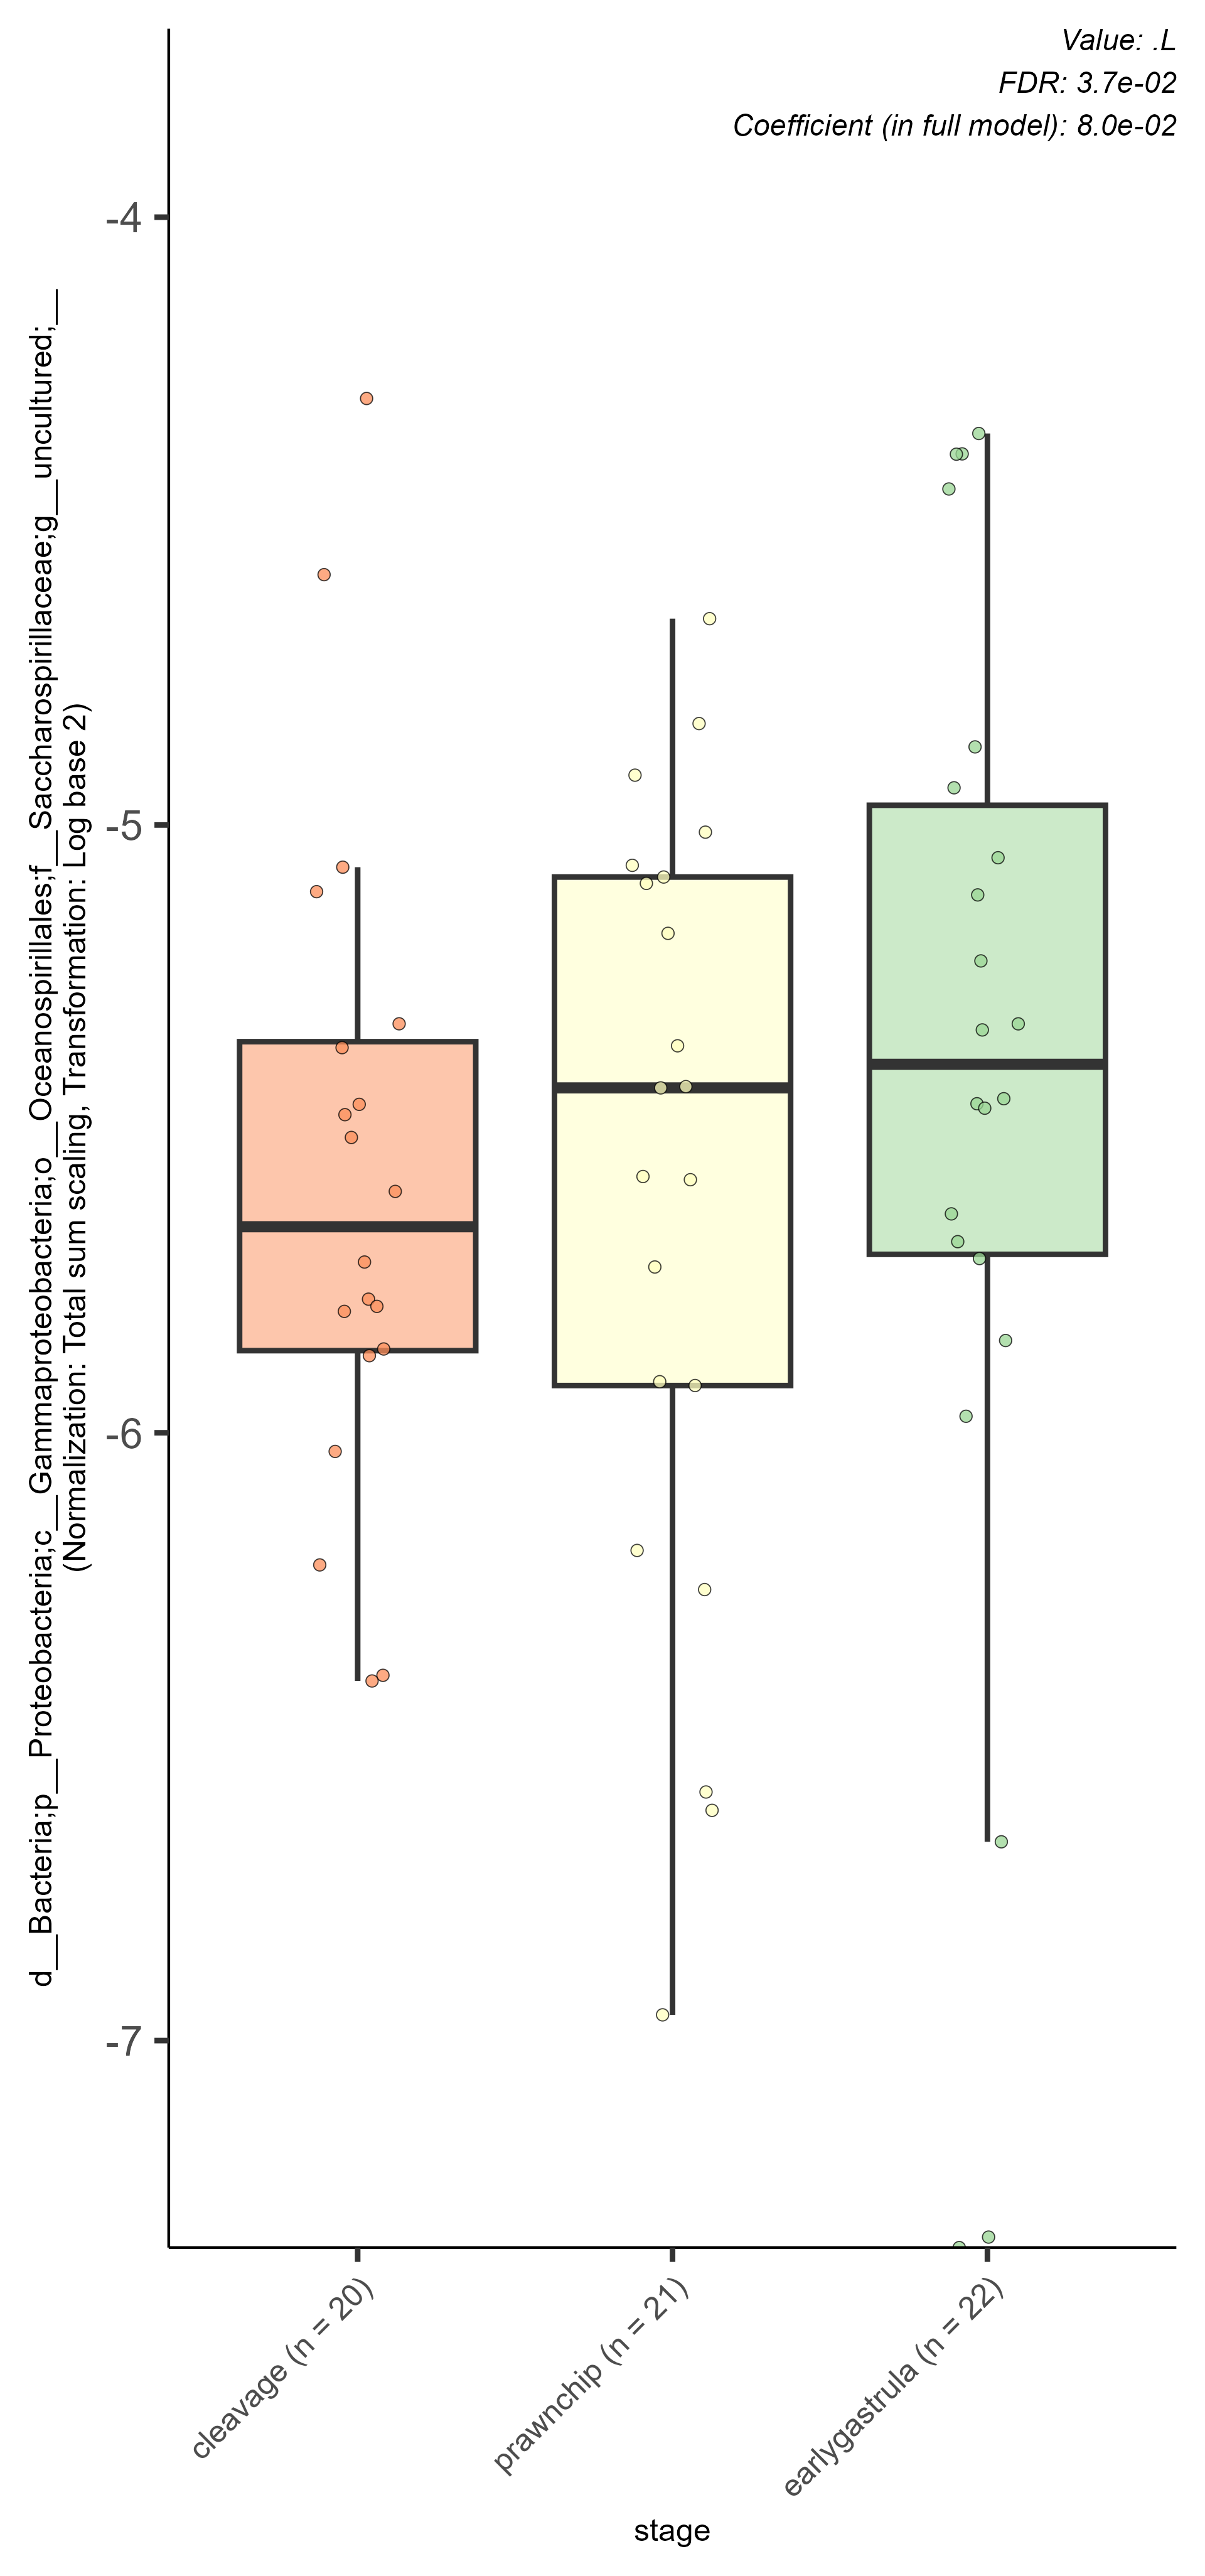 Value: .L
FDR: 3.7e-02
Coefficient (in full model): 8.0e-02
d__Bacteria;p__Proteobacteria;c__Gammaproteobacteria;o__Oceanospirillales;f__Saccharospirillaceae;g__uncultured;__
(Normalization: Total sum scaling, Transformation: Log base 2)
-4
-5
-6
-7
cleavage (n = 20)
prawnchip (n = 21)
earlygastrula (n = 22)
stage